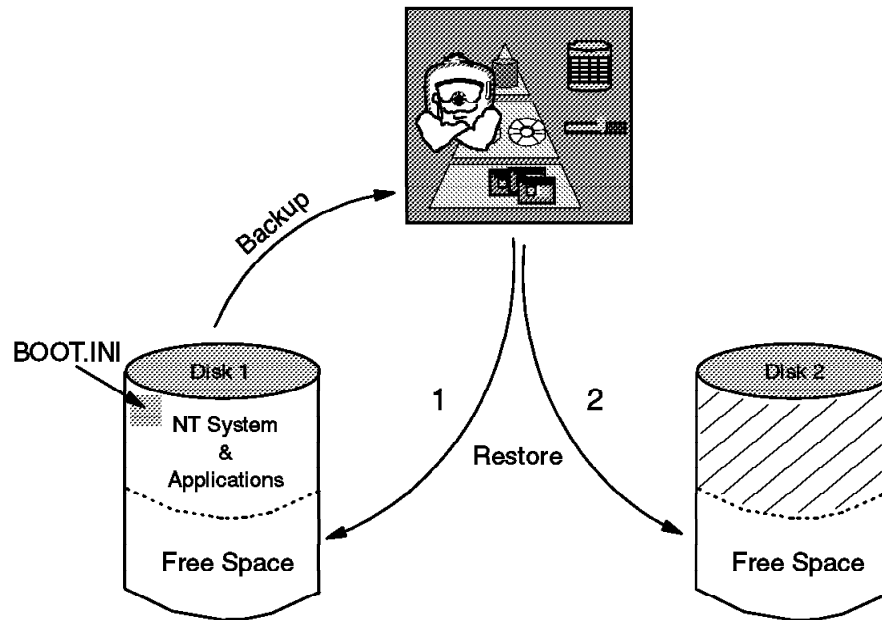 Backup
BOOT.INI
Disk 1
NT System
&
Applications
Free Space
1
2
Restore
Disk 2
Free Space